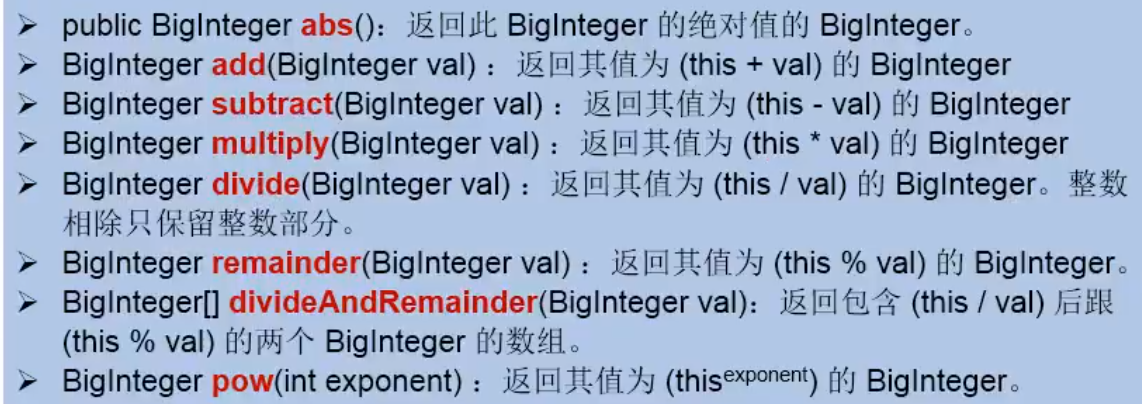 ➢ public BigInteger abs()：返回此 BigInteger 的绝对值的 BigInteger。
➢ BigInteger add(BigInteger val) ：返回其值为 (this + val) 的 BigInteger
➢ BigInteger subtract(BigInteger val) ：返回其值为 (this - val) 的 BigInteger
➢ BigInteger multiply(BigInteger val) ：返回其值为 (this * val) 的 BigInteger
➢ BigInteger divide(BigInteger val) ：返回其值为 (this / val) 的 BigInteger。整数
相除只保留整数部分。
➢ BigInteger remainder(BigInteger val) ：返回其值为 (this % val) 的 BigInteger。
➢ BigInteger[] divideAndRemainder(BigInteger val)：返回包含 (this / val) 后跟
(this % val) 的两个 BigInteger 的数组。
➢ BigInteger pow(int exponent) ：返回其值为 (this^exponent) 的 BigInteger。